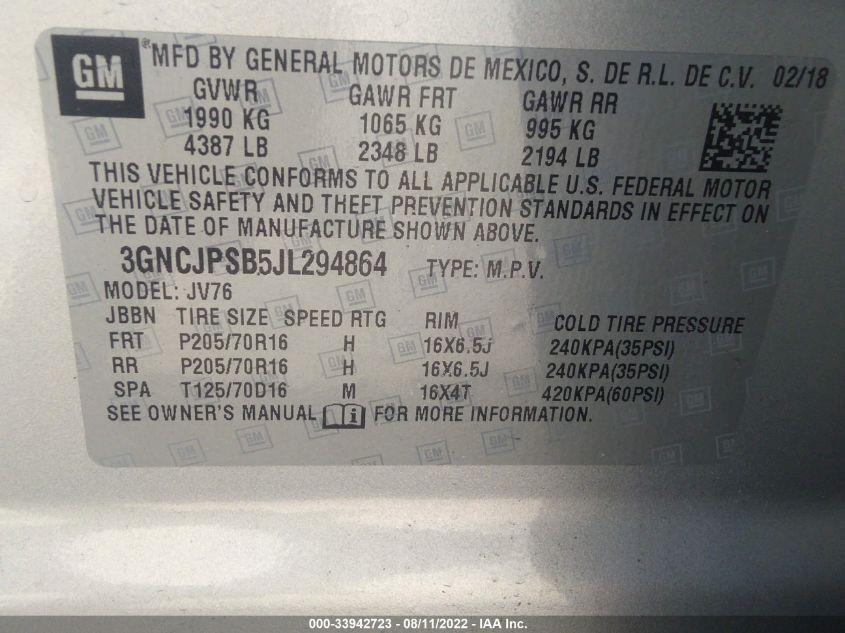 GM
®MFD BY GENERAL MOTORS DE MEXICO, S. DE R.L. DE C.V. 02/18
GVWR GAWR FRT GAWR RR
1990 KG 1065 KG 995 KG
4387 LB 2348 LB 2194 LB
THIS VEHICLE CONFORMS TO ALL APPLICABLE U.S. FEDERAL MOTOR
VEHICLE SAFETY AND THEFT PREVENTION STANDARDS IN EFFECT ON
THE DATE OF MANUFACTURE SHOWN ABOVE.
3GNCJPSB5JL294864 TYPE: M.P.V.
MODEL: JV76
JBBN TIRE SIZE SPEED RTG RIM COLD TIRE PRESSURE
FRT P205/70R16 H 16X6.5J 240KPA(35PSI)
RR P205/70R16 H 16X6.5J 240KPA(35PSI)
SPA T125/70D16 M 16X4T 420KPA(60PSI)
SEE OWNER'S MANUAL i FOR MORE INFORMATION.
000-33942723 - 08/11/2022 - IAA Inc.